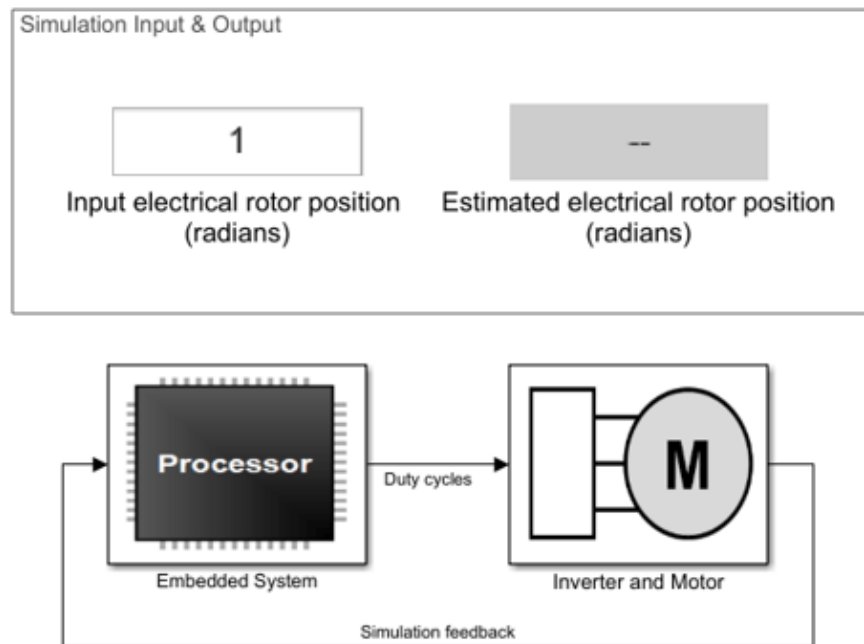 Simulation Input & Output
1
--
Input electrical rotor position
(radians)
Estimated electrical rotor position
(radians)
Processor
Duty cycles
M
Embedded System
Inverter and Motor
Simulation feedback